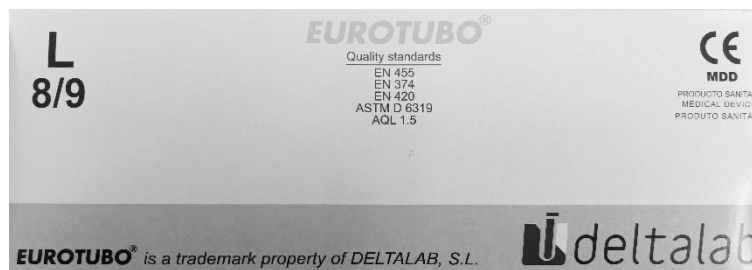 EUROTUBO®
L
8/9
Quality standards
EN 455
EN 374
EN 420
ASTM D 6319
AQL 1.5
CE
MDD
PRODUCTO SANITA
MEDICAL DEVIC
PRODUTO SANITA
EUROTUBO® is a trademark property of DELTALAB, S.L.
deltalab